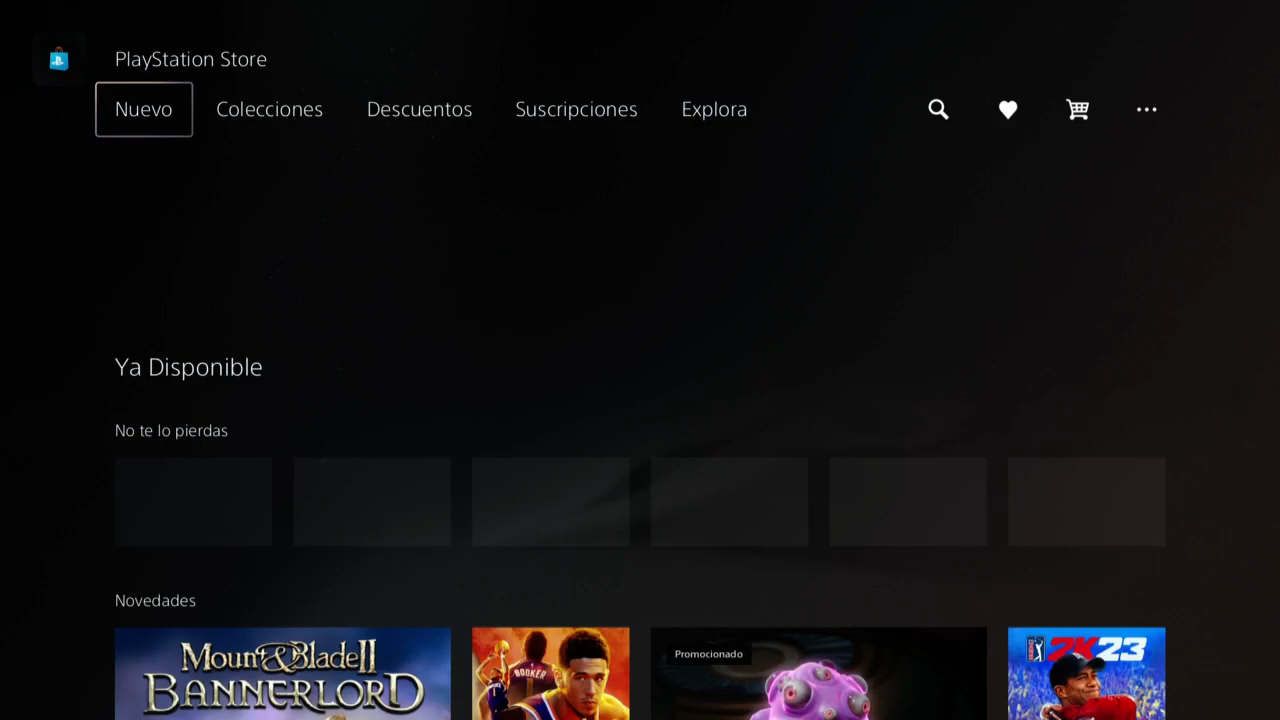 PlayStation Store
Nuevo
Colecciones
Descuentos
Suscripciones
Explora
Ya Disponible
No te lo pierdas
Novedades
Mount & Blade II
BANNERLORD
BOOKER
1
Promocionado
2K23